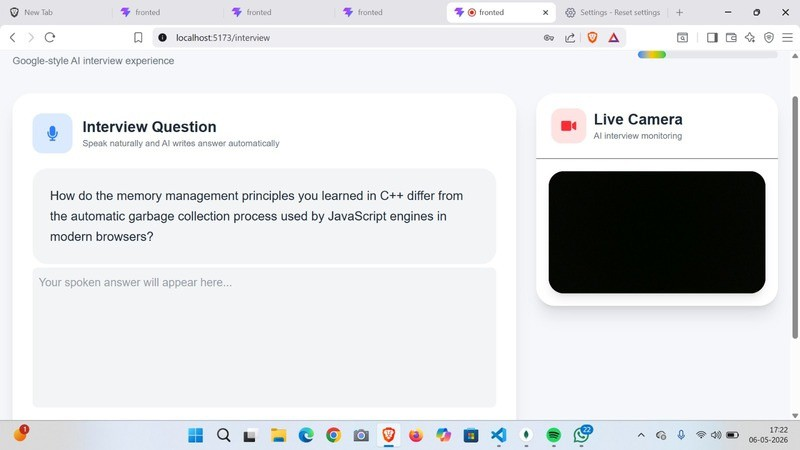 New Tab
fronted
fronted
fronted
fronted
Settings - Reset settings
localhost:5173/interview
Google-style AI interview experience
Interview Question
Speak naturally and AI writes answer automatically
How do the memory management principles you learned in C++ differ from
the automatic garbage collection process used by JavaScript engines in
modern browsers?
Your spoken answer will appear here...
Live Camera
AI interview monitoring
1
22
17:22
06-05-2026